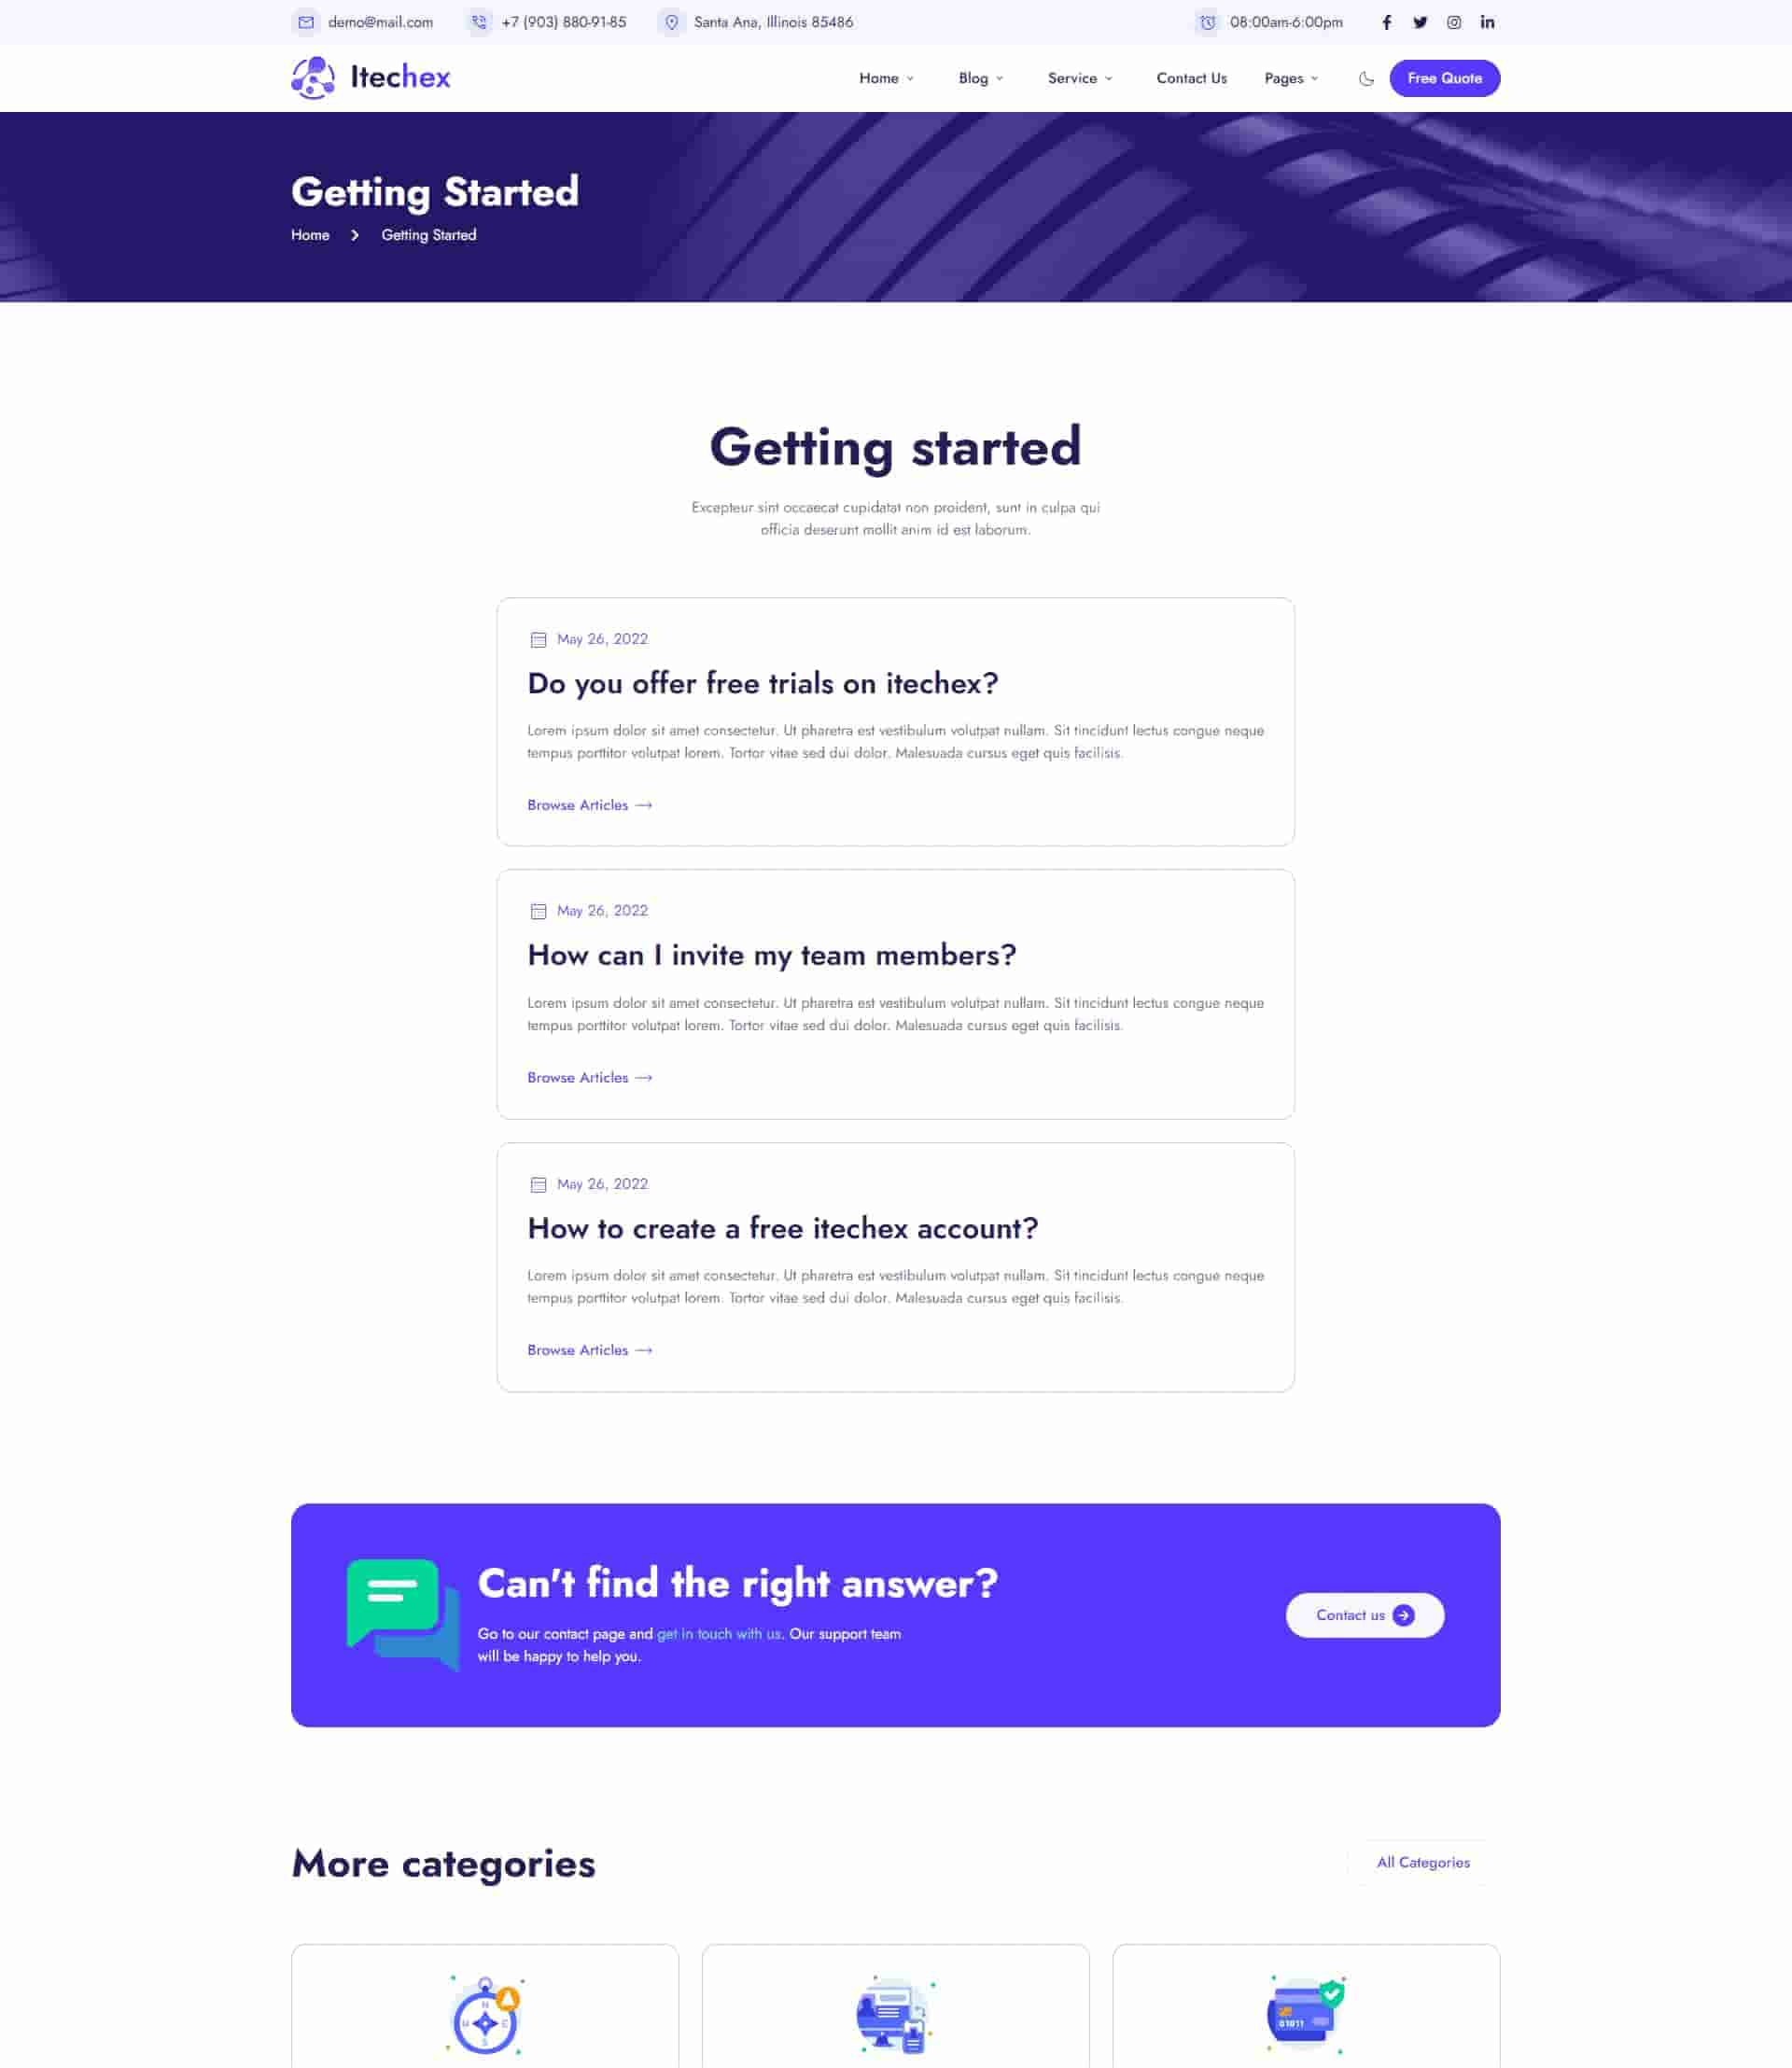 demo@mail.com +7 (903) 880-91-85 Santa Ana, Illinois 85486 08:00am-6:00pm
Itechex Home Blog Service Contact Us Pages Free Quote
Getting Started
Home Getting Started
Getting started
Excepteur sint occaecat cupidatat non proident, sunt in culpa qui
officia deserunt mollit anim id est laborum.
May 26, 2022
Do you offer free trials on itechex?
Lorem ipsum dolor sit amet consectetur. Ut pharetra est vestibulum volutpat nullam. Sit tincidunt lectus congue neque
tempus porttitor volutpat lorem. Tortor vitae sed dui dolor. Malesuada cursus eget quis facilisis.
Browse Articles
May 26, 2022
How can I invite my team members?
Lorem ipsum dolor sit amet consectetur. Ut pharetra est vestibulum volutpat nullam. Sit tincidunt lectus congue neque
tempus porttitor volutpat lorem. Tortor vitae sed dui dolor. Malesuada cursus eget quis facilisis.
Browse Articles
May 26, 2022
How to create a free itechex account?
Lorem ipsum dolor sit amet consectetur. Ut pharetra est vestibulum volutpat nullam. Sit tincidunt lectus congue neque
tempus porttitor volutpat lorem. Tortor vitae sed dui dolor. Malesuada cursus eget quis facilisis.
Browse Articles
Can't find the right answer?
Go to our contact page and get in touch with us. Our support team
will be happy to help you.
Contact us
More categories
All Categories
N
W E
S
01011